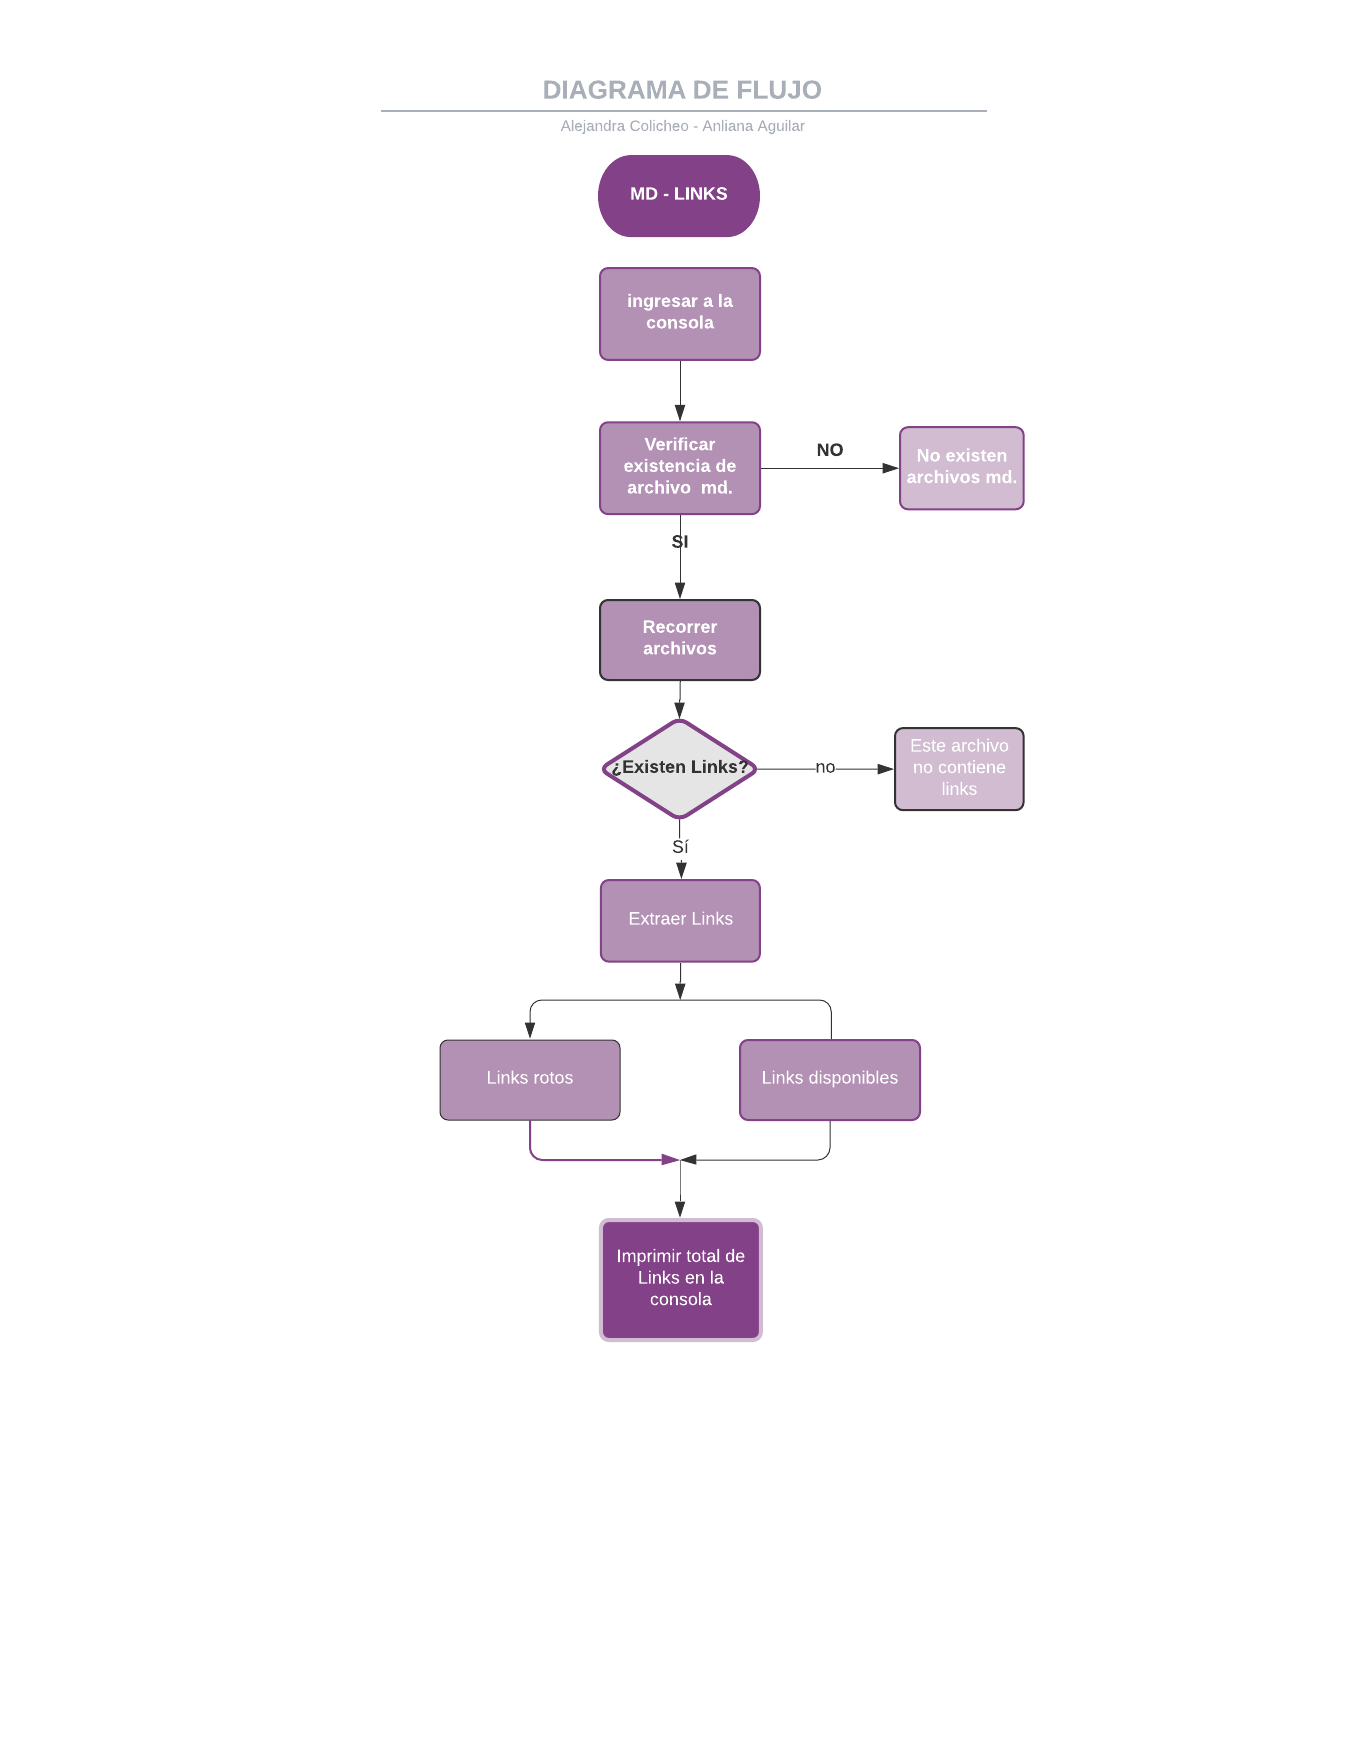 DIAGRAMA DE FLUJO
Alejandra Colicheo - Anliana Aguilar
MD - LINKS
ingresar a la
consola
Verificar
existencia de
archivo  md.
NO
No existen
archivos md.
SI
Recorrer
archivos
¿Existen Links?
no
Este archivo
no contiene
links
Sí
Extraer Links
Links rotos
Links disponibles
Imprimir total de
Links en la
consola